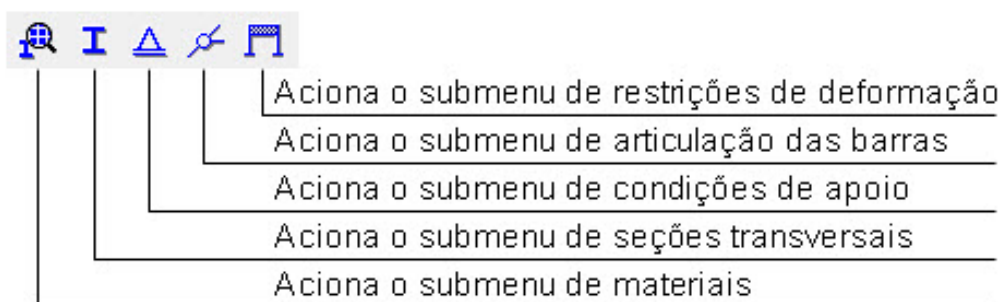 Aciona o submenu de restrições de deformação
Aciona o submenu de articulação das barras
Aciona o submenu de condições de apoio
Aciona o submenu de seções transversais
Aciona o submenu de materiais